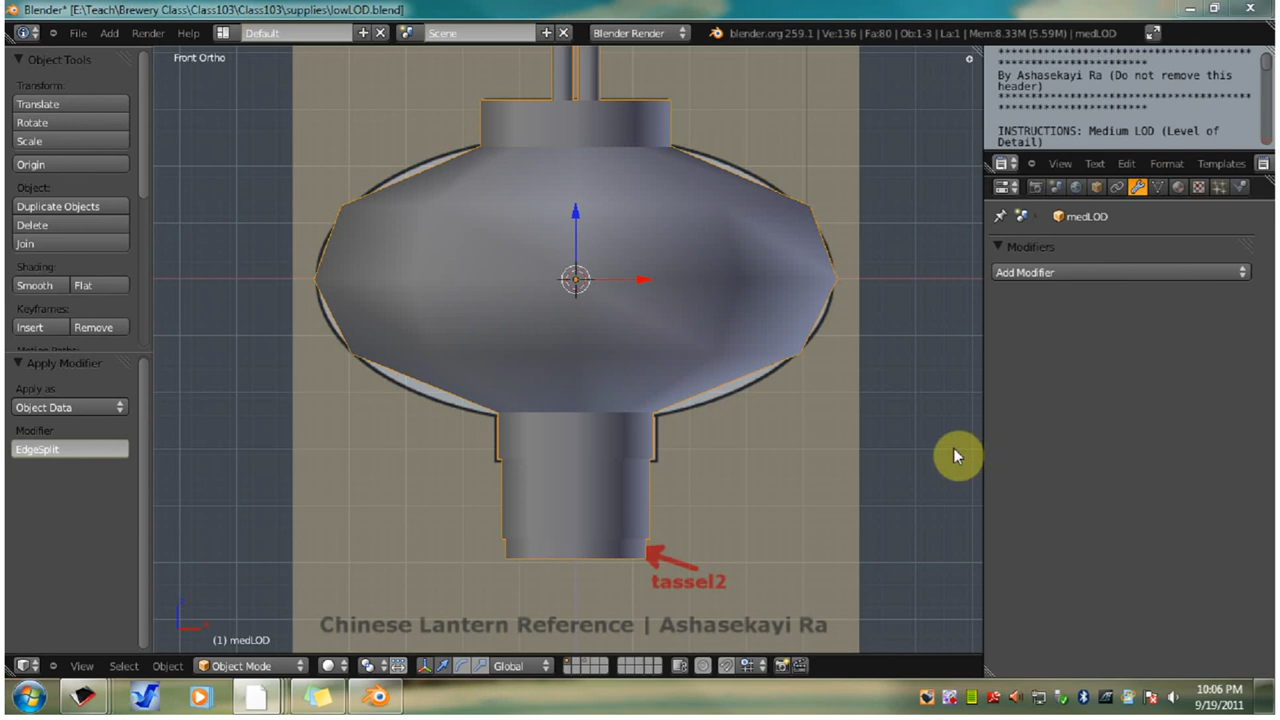 Blender* [E:\Teach\Brewery Class\Class103\Class103\supplies\lowLOD.blend]
File Add Render Help Default Scene Blender Render blender.org 259.1 | Ve:136 | Fa:80 | Ob:1-3 | La:1 | Mem:8.33M (5.59M) | medLOD
Object Tools
Transform:
Translate
Rotate
Scale
Origin
Object:
Duplicate Objects
Delete
Join
Shading:
Smooth Flat
Keyframes:
Insert Remove
Apply Modifier
Apply as
Object Data
Modifier
EdgeSplit
Front Ortho
tassel2
Chinese Lantern Reference | Ashasekayi Ra
(1) medLOD
View Select Object Object Mode Global
By Ashasekayi Ra (Do not remove this
header)
INSTRUCTIONS: Medium LOD (Level of
Detail)
View Text Edit Format Templates
medLOD
Modifiers
Add Modifier
10:06 PM
9/19/2011